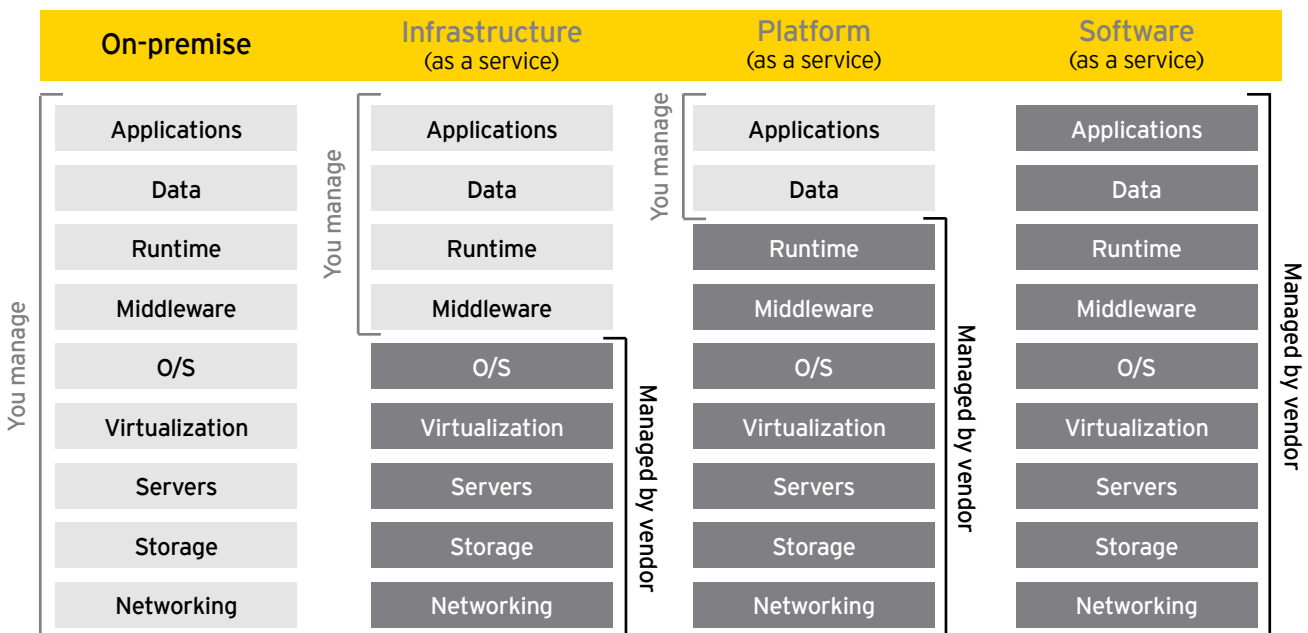 On-premise
Infrastructure
(as a service)
Platform
(as a service)
Software
(as a service)
You manage
Applications
Data
Runtime
Middleware
O/S
Virtualization
Servers
Storage
Networking
You manage
Applications
Data
Runtime
Middleware
O/S
Virtualization
Servers
Storage
Networking
Managed by vendor
You manage
Applications
Data
Runtime
Middleware
O/S
Virtualization
Servers
Storage
Networking
Managed by vendor
Applications
Data
Runtime
Middleware
O/S
Virtualization
Servers
Storage
Networking
Managed by vendor